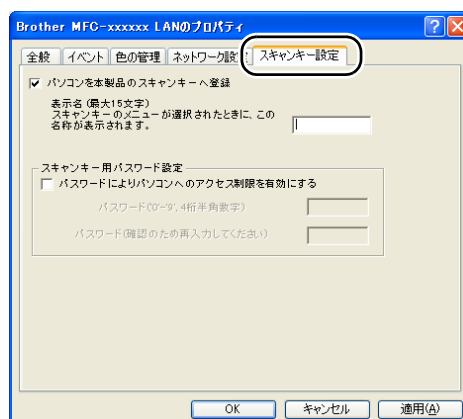 Brother MFC-xxxxxx LANのプロパティ
全般 イベント 色の管理 ネットワーク設定 スキャンキー設定
パソコンを本製品のスキャンキーへ登録
表示名（最大15文字）
スキャンキーのメニューが選択されたときに、この
名称が表示されます。
スキャンキー用パスワード設定
パスワードによりパソコンへのアクセス制限を有効にする
パスワード('0'-'9', 4桁半角数字)
パスワード(確認のため再入力してください)
OK キャンセル 適用(A)